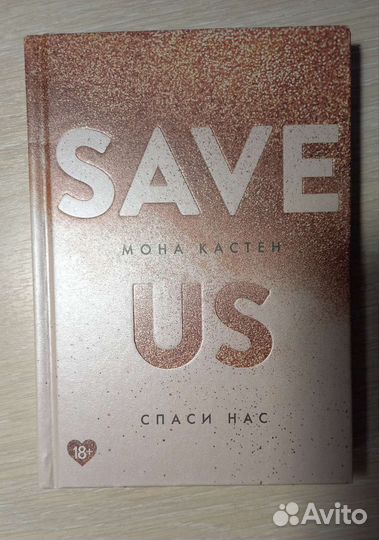 SAVE
МОНА КАСТЕН
US
СПАСИ НАС
18+
Avito